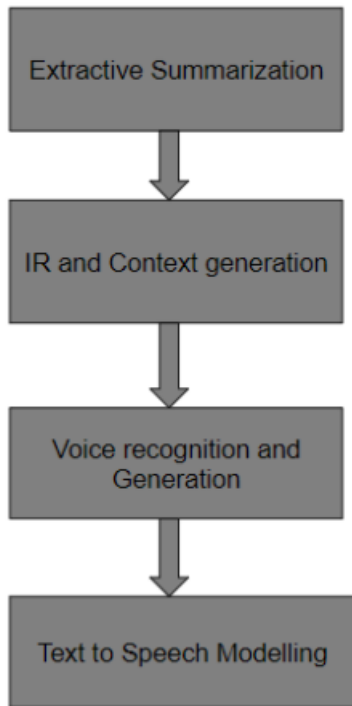 Extractive Summarization
IR and Context generation
Voice recognition and
Generation
Text to Speech Modelling